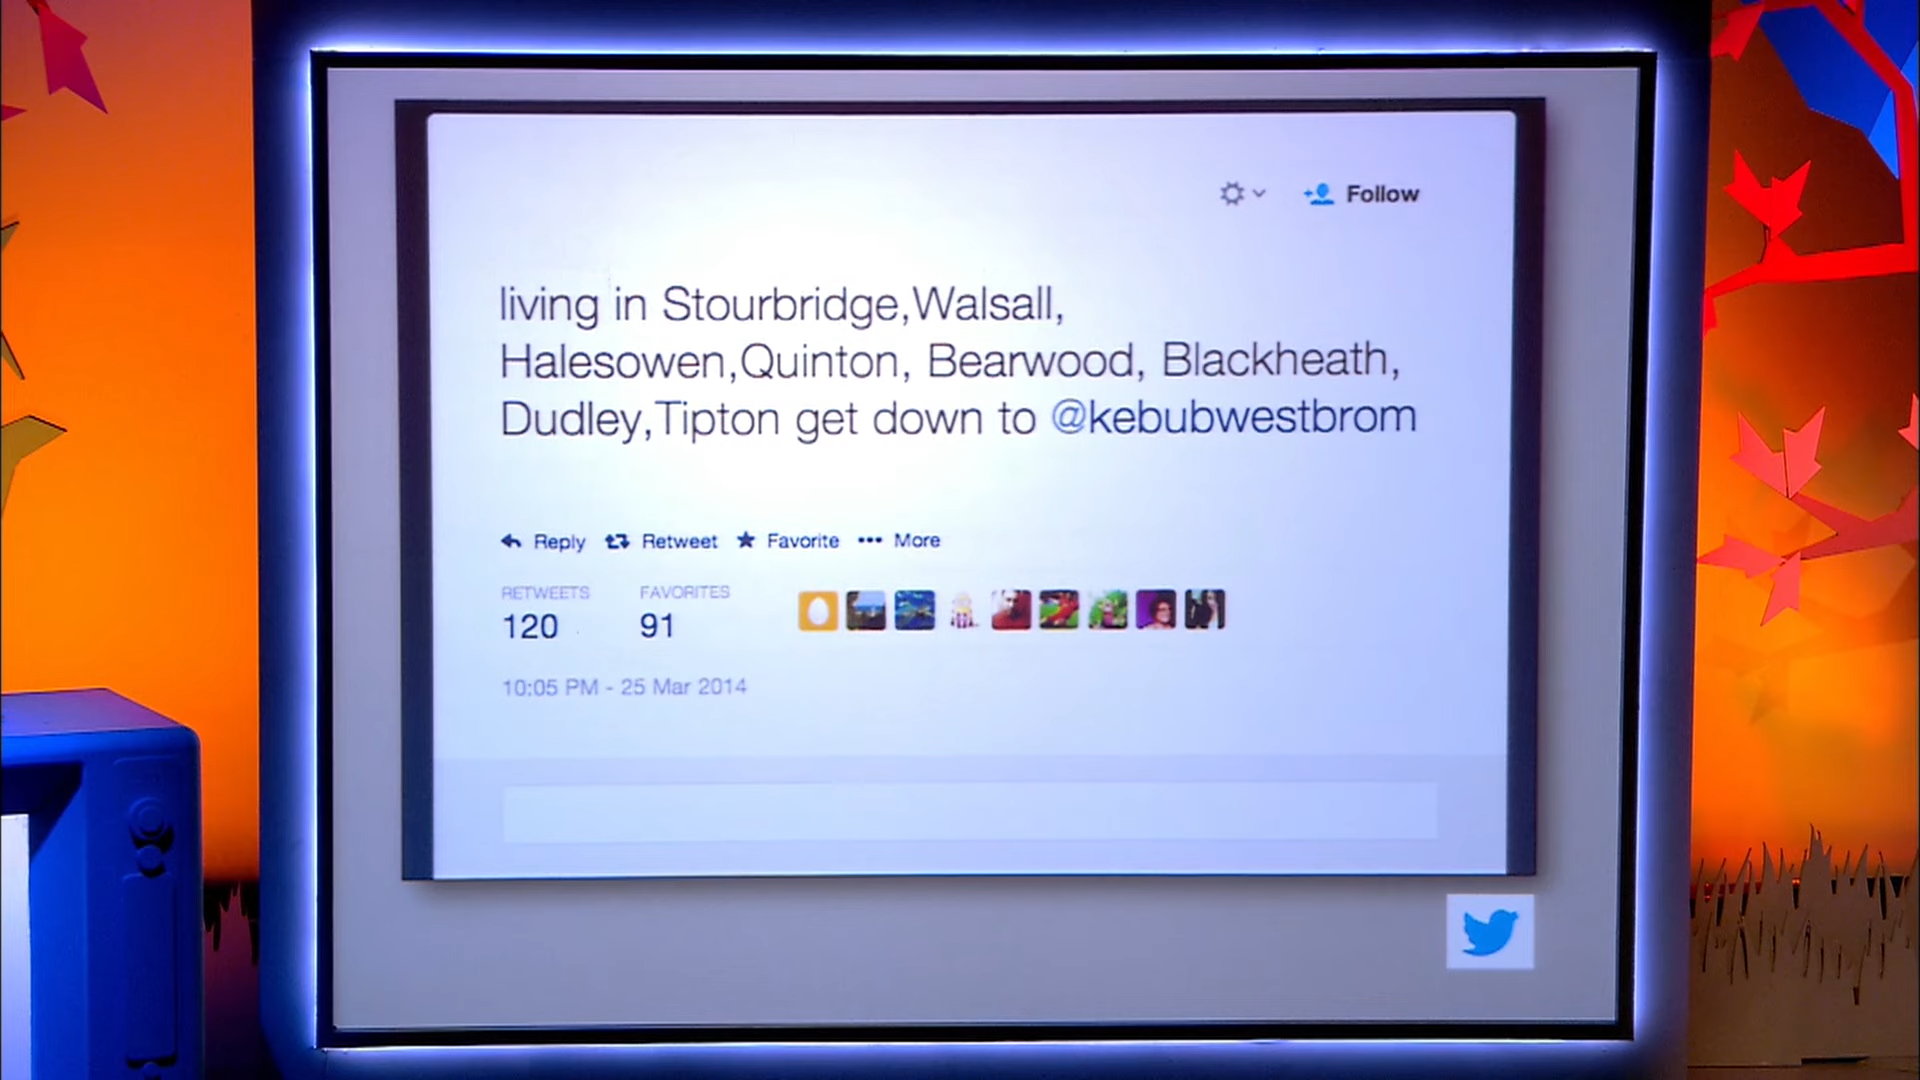 Follow
living in Stourbridge,Walsall,
Halesowen,Quinton, Bearwood, Blackheath,
Dudley,Tipton get down to @kebubwestbrom
Reply Retweet Favorite ••• More
RETWEETS FAVORITES
120 91
10:05 PM - 25 Mar 2014